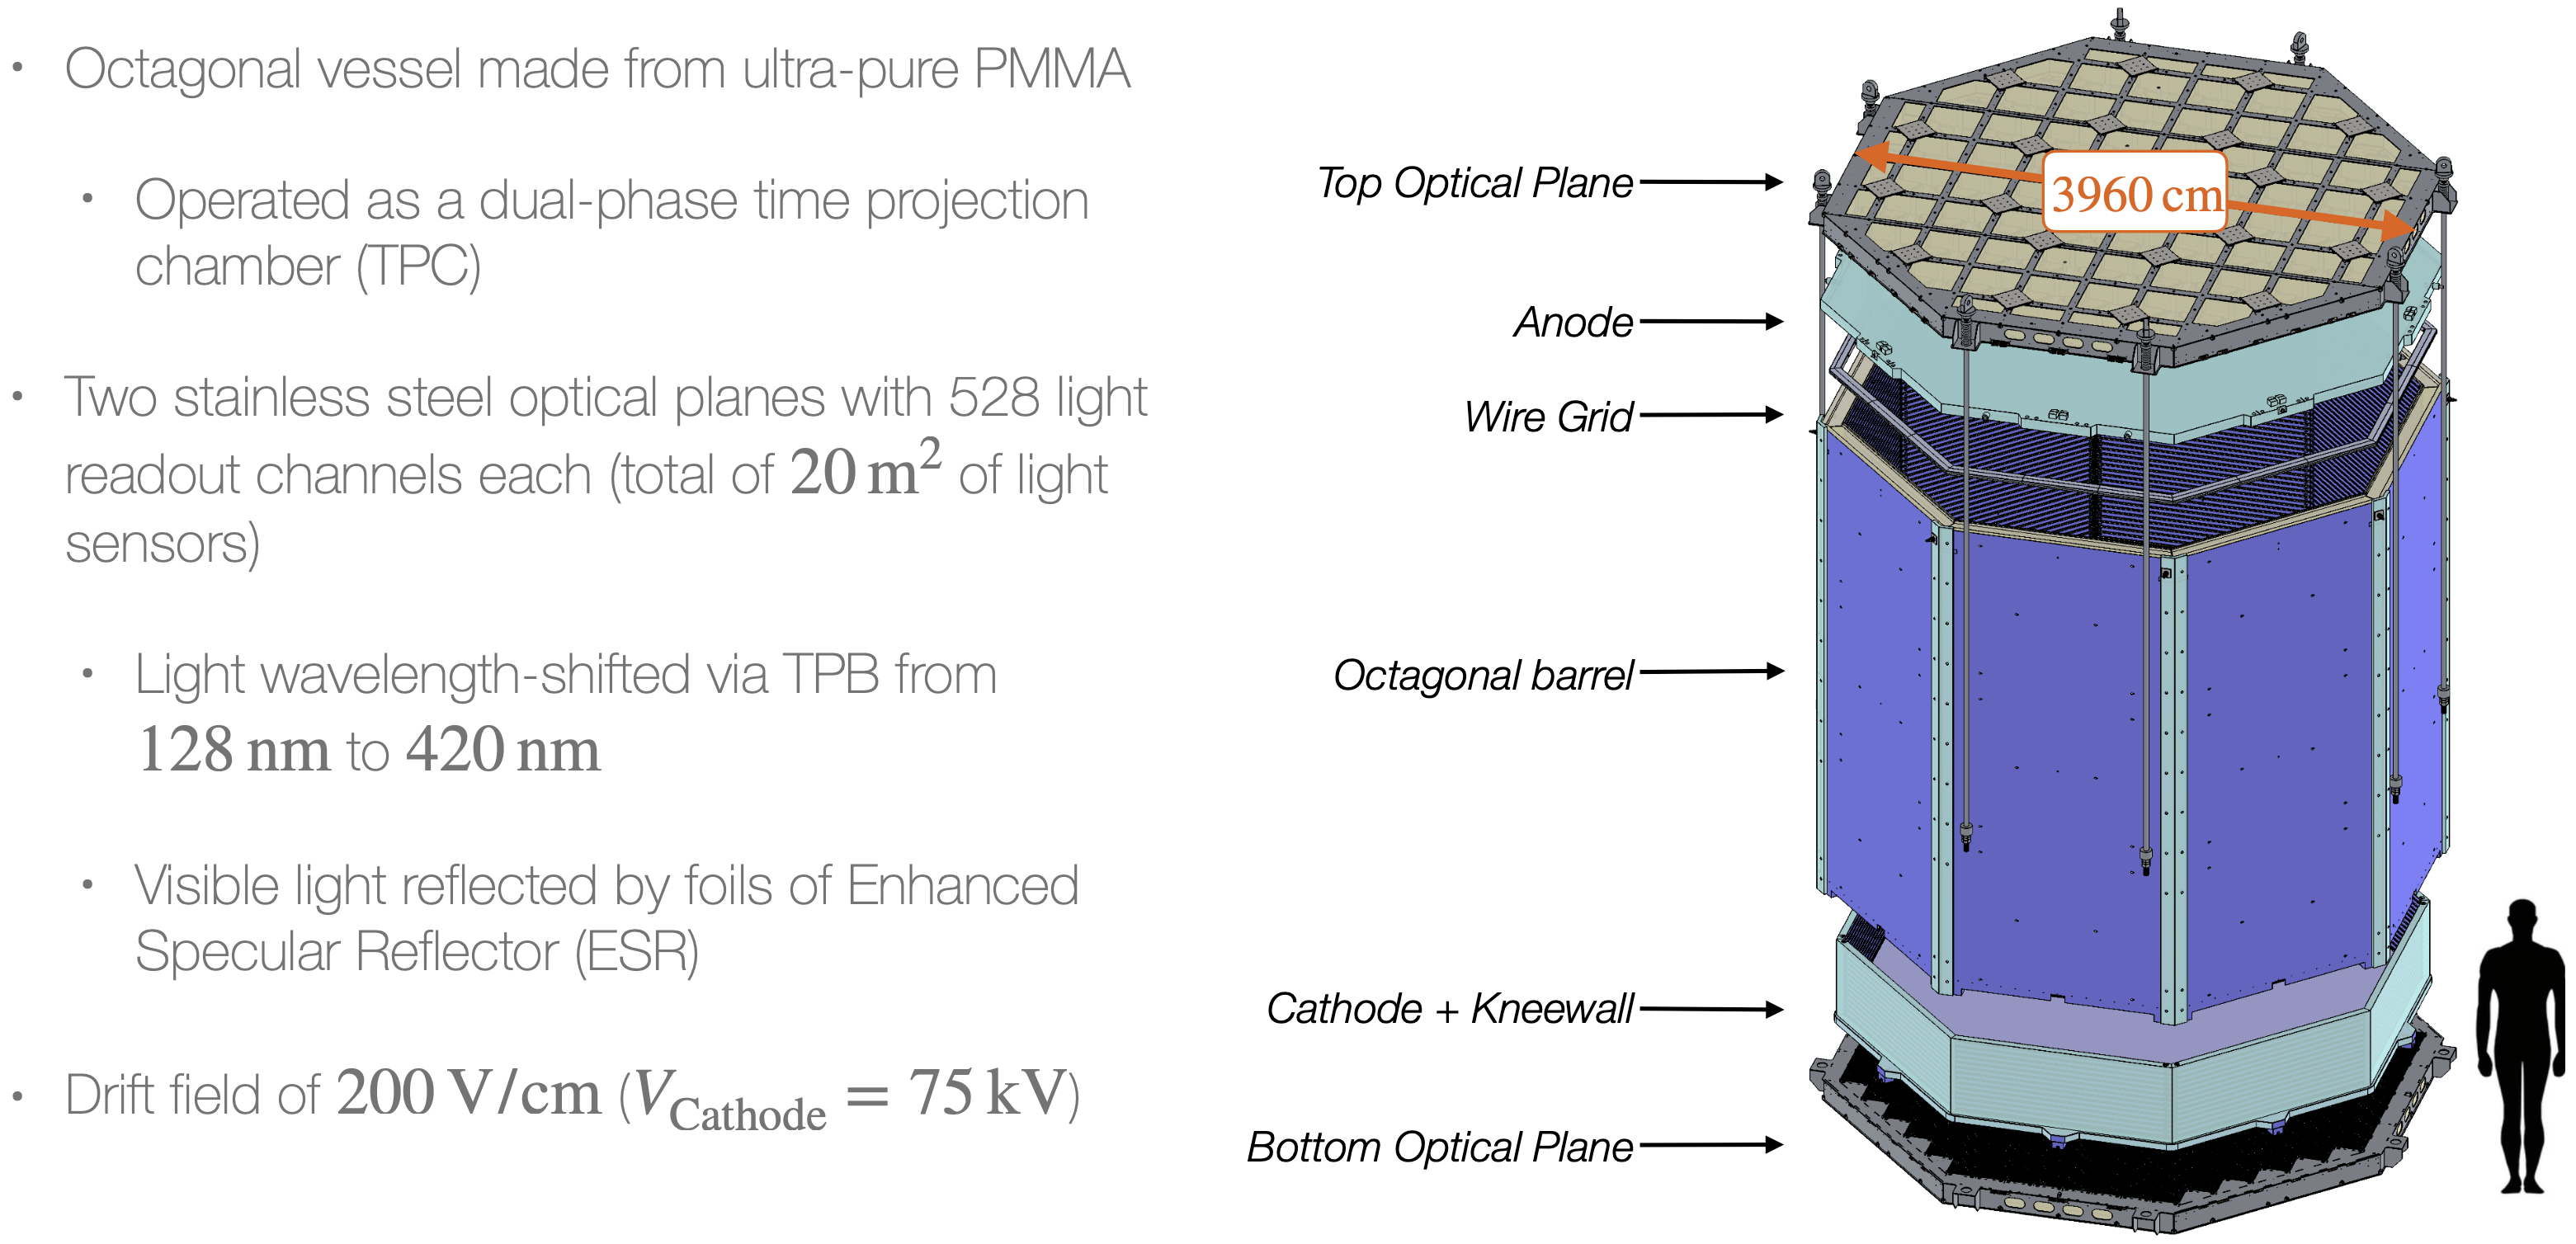 • Octagonal vessel made from ultra-pure PMMA
• Operated as a dual-phase time projection
chamber (TPC)
• Two stainless steel optical planes with 528 light
readout channels each (total of 20 m² of light
sensors)
• Light wavelength-shifted via TPB from
128 nm to 420 nm
• Visible light reflected by foils of Enhanced
Specular Reflector (ESR)
• Drift field of 200 V/cm (V_Cathode = 75 kV)
3960 cm
Top Optical Plane
Anode
Wire Grid
Octagonal barrel
Cathode + Kneewall
Bottom Optical Plane